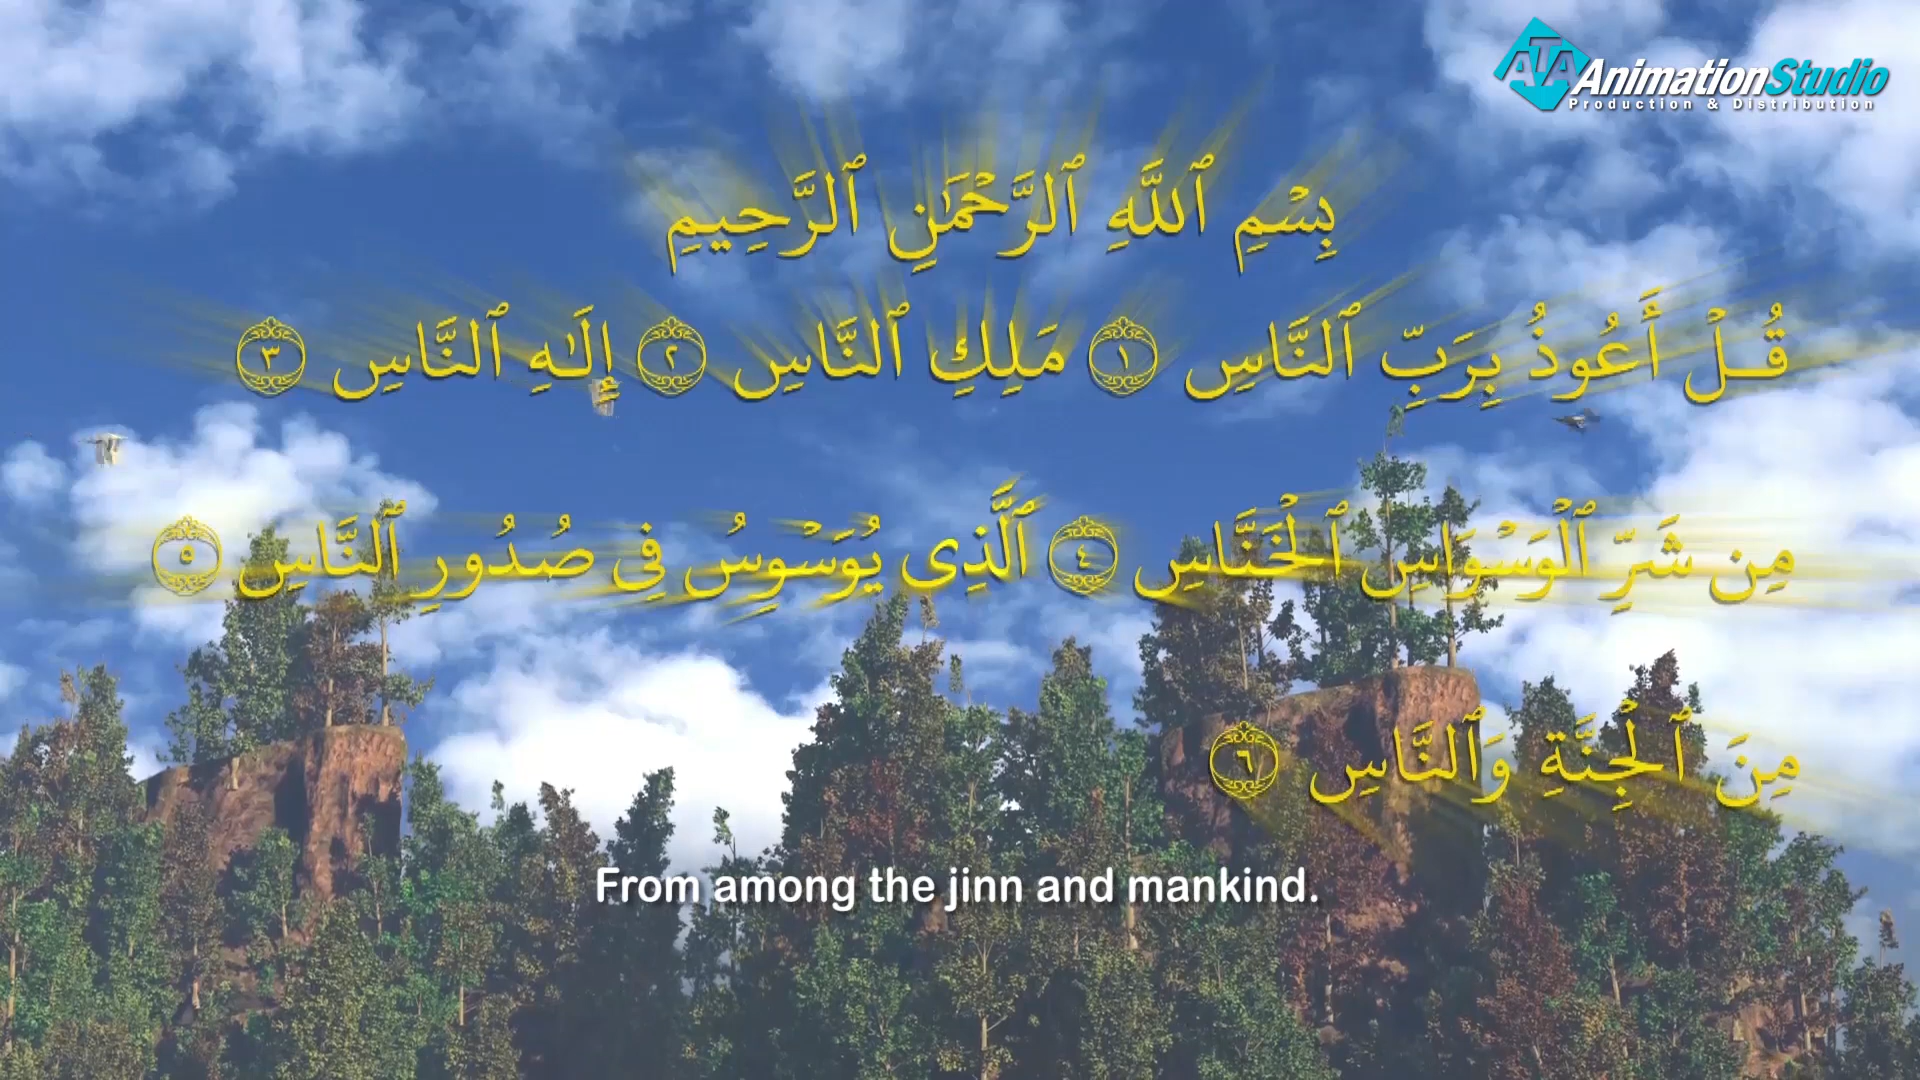 ATA AnimationStudio
Production & Distribution
بِسْمِ ٱللَّهِ ٱلرَّحْمَٰنِ ٱلرَّحِيمِ
قُلْ أَعُوذُ بِرَبِّ ٱلنَّاسِ ١ مَلِكِ ٱلنَّاسِ ٢ إِلَٰهِ ٱلنَّاسِ ٣
مِن شَرِّ ٱلْوَسْوَاسِ ٱلْخَنَّاسِ ٤ ٱلَّذِى يُوَسْوِسُ فِى صُدُورِ ٱلنَّاسِ ٥
مِنَ ٱلْجِنَّةِ وَٱلنَّاسِ ٦
From among the jinn and mankind.